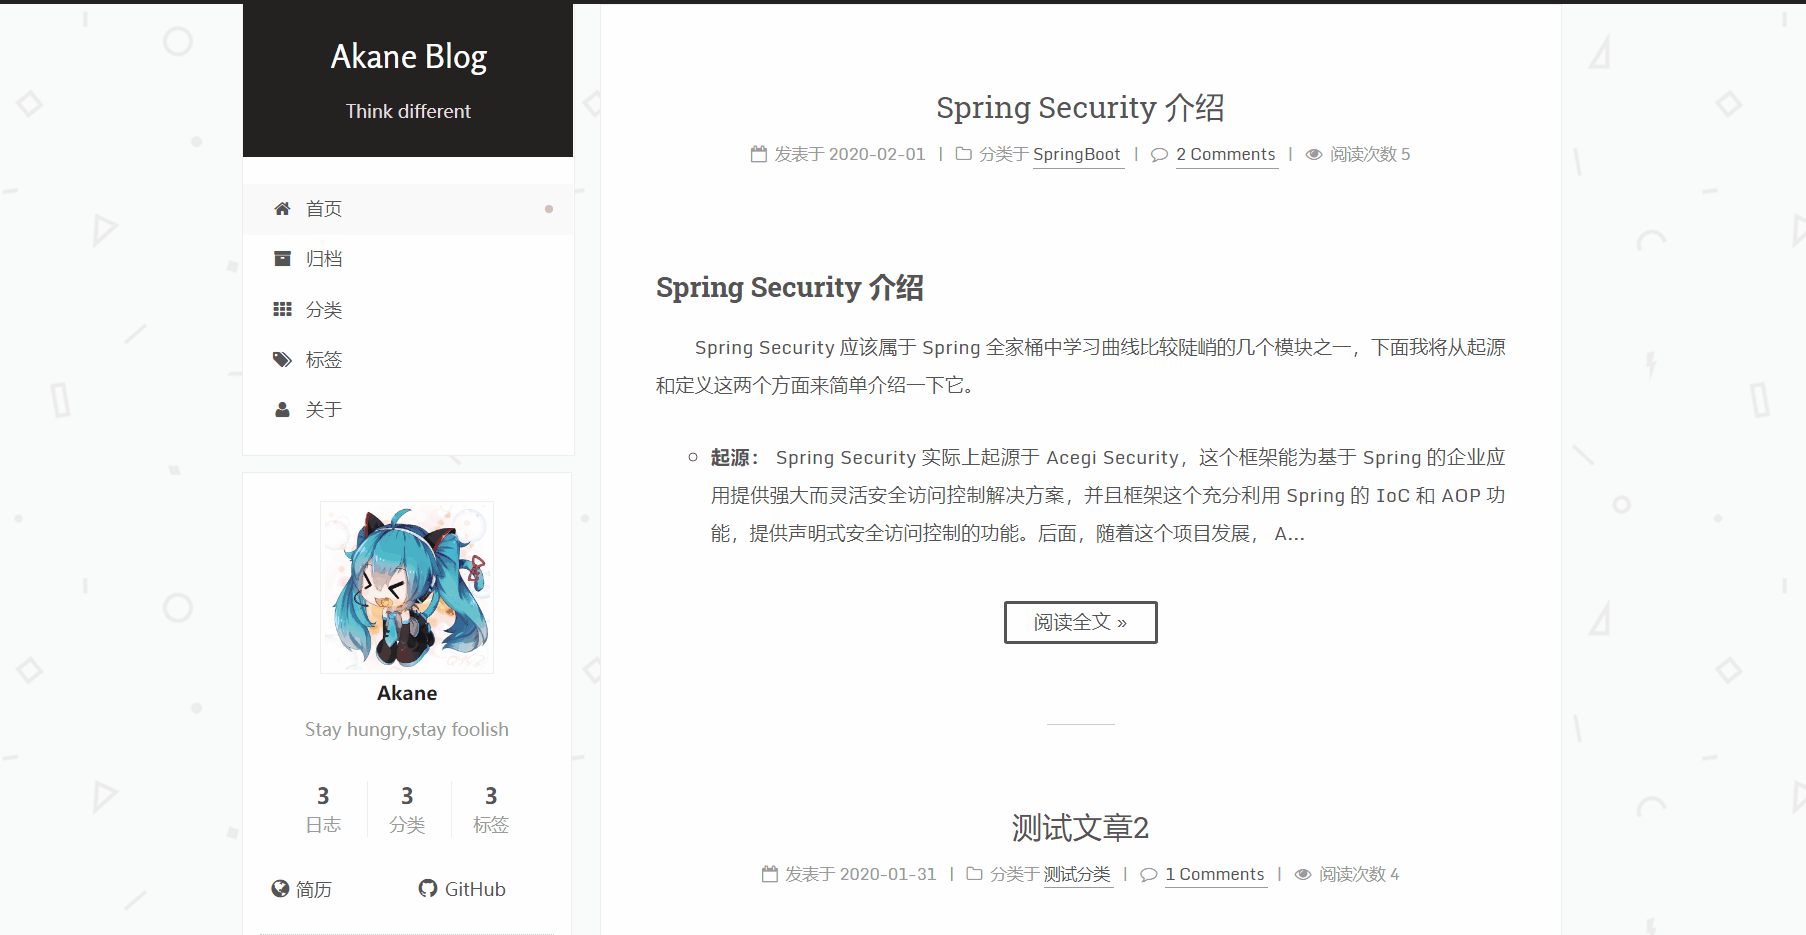 Akane Blog
Think different
首页
归档
分类
标签
关于
Akane
Stay hungry,stay foolish
3 3 3
日志 分类 标签
简历 GitHub
Spring Security 介绍
发表于 2020-02-01 | 分类于 SpringBoot | 2 Comments | 阅读次数 5
Spring Security 介绍
Spring Security 应该属于 Spring 全家桶中学习曲线比较陡峭的几个模块之一，下面我将从起源
和定义这两个方面来简单介绍一下它。
起源： Spring Security 实际上起源于 Acegi Security，这个框架能为基于 Spring 的企业应
用提供强大而灵活安全访问控制解决方案，并且框架这个充分利用 Spring 的 IoC 和 AOP 功
能，提供声明式安全访问控制的功能。后面，随着这个项目发展， A...
阅读全文 »
测试文章2
发表于 2020-01-31 | 分类于 测试分类 | 1 Comments | 阅读次数 4